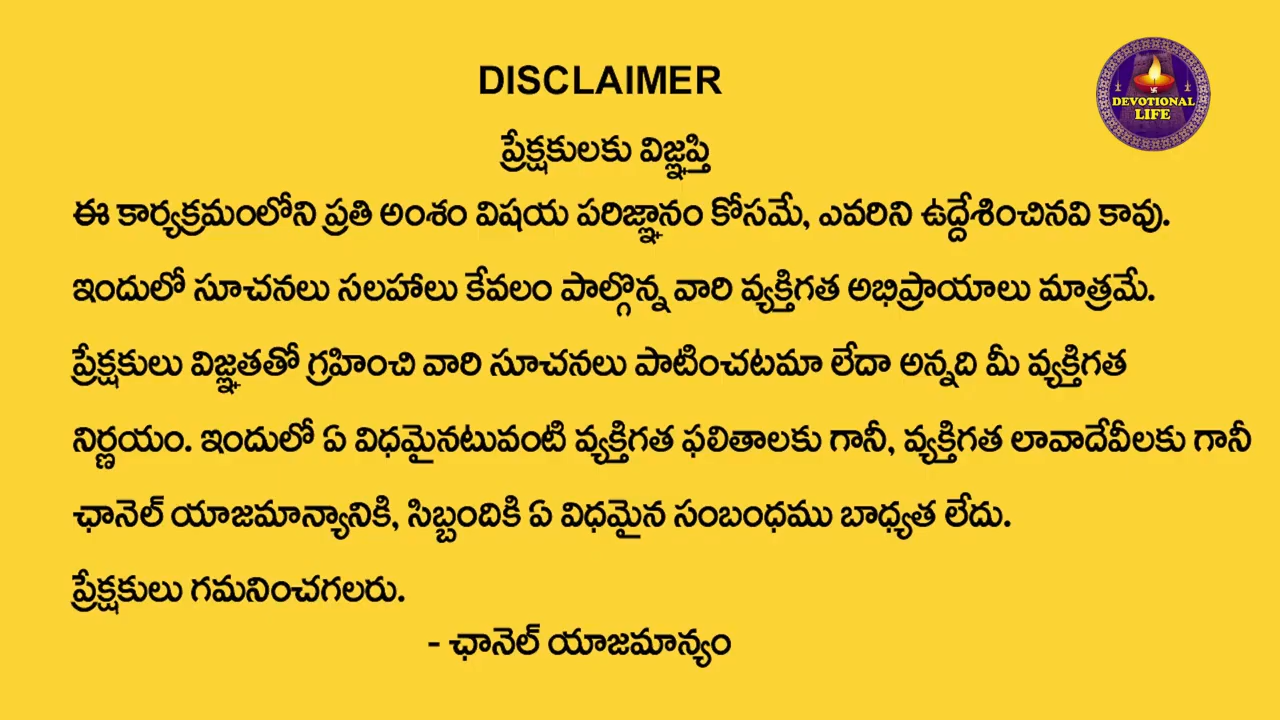 DISCLAIMER
DEVOTIONAL
LIFE
ప్రేక్షకులకు విజ్ఞప్తి
ఈ కార్యక్రమంలోని ప్రతి అంశం విషయ పరిజ్ఞానం కోసమే, ఎవరిని ఉద్దేశించినవి కావు.
ఇందులో సూచనలు సలహాలు కేవలం పాల్గొన్న వారి వ్యక్తిగత అభిప్రాయాలు మాత్రమే.
ప్రేక్షకులు విజ్ఞతతో గ్రహించి వారి సూచనలు పాటించటమా లేదా అన్నది మీ వ్యక్తిగత
నిర్ణయం. ఇందులో ఏ విధమైనటువంటి వ్యక్తిగత ఫలితాలకు గానీ, వ్యక్తిగత లావాదేవీలకు గానీ
ఛానెల్ యాజమాన్యానికి, సిబ్బందికి ఏ విధమైన సంబంధము బాధ్యత లేదు.
ప్రేక్షకులు గమనించగలరు.
- ఛానెల్ యాజమాన్యం